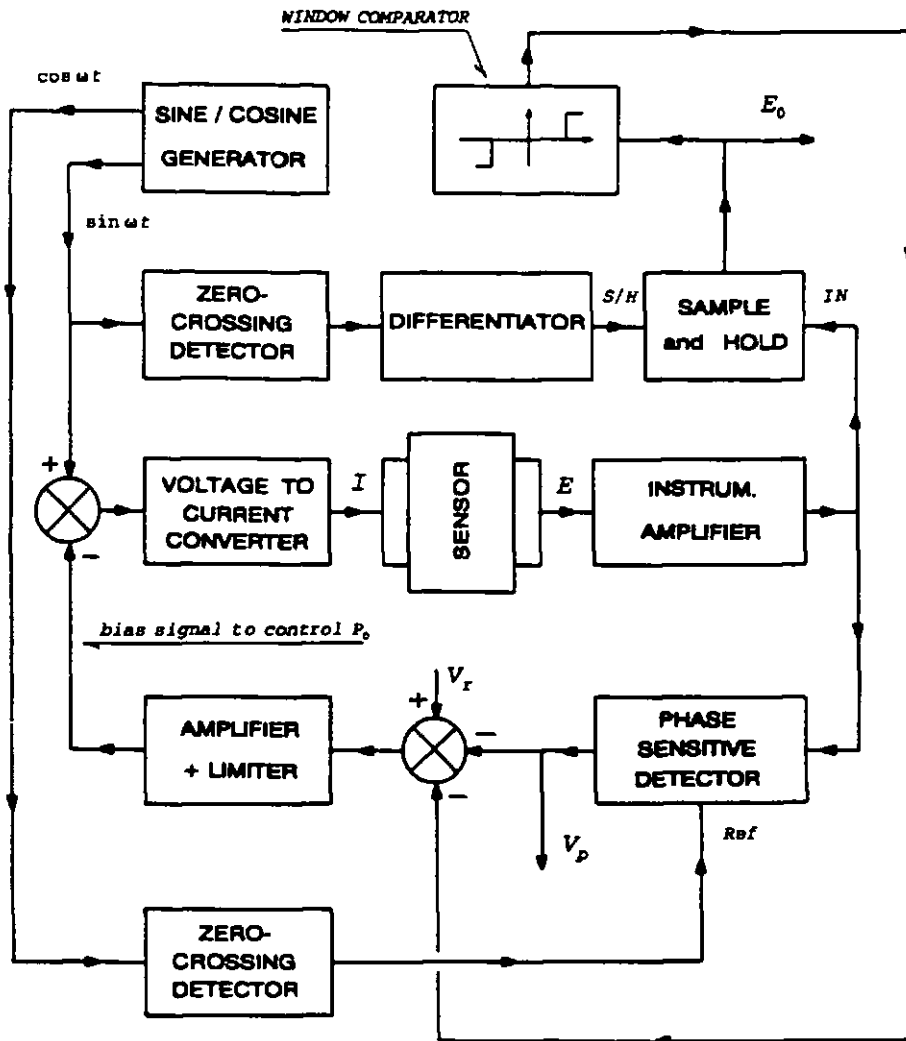 WINDOW COMPARATOR
cos ωt
SINE / COSINE
GENERATOR
E₀
sin ωt
ZERO-
CROSSING
DETECTOR
DIFFERENTIATOR
S/H
SAMPLE
and HOLD
IN
+
VOLTAGE TO
CURRENT
CONVERTER
I
SENSOR
E
INSTRUM.
AMPLIFIER
−
bias signal to control P₀
AMPLIFIER
+ LIMITER
+
Vᵣ
−
−
PHASE
SENSITIVE
DETECTOR
Vₚ
Ref
ZERO-
CROSSING
DETECTOR